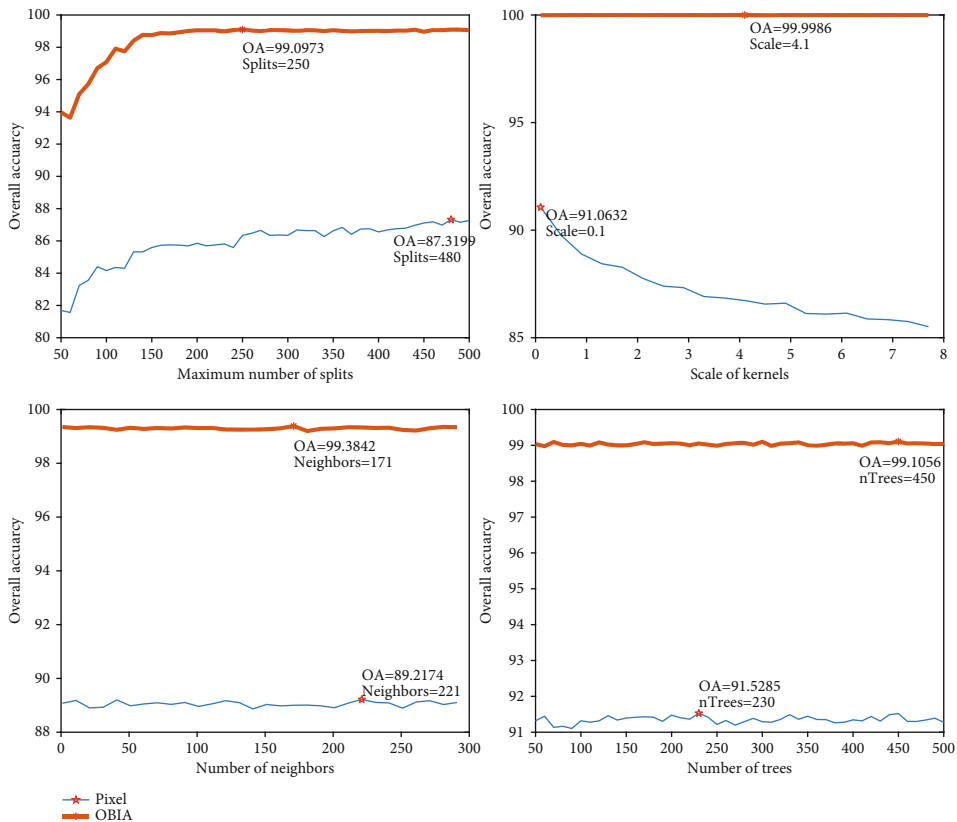 100
98
96
94
92
90
88
86
84
82
80
Overall accuarcy
OA=99.0973
Splits=250
OA=87.3199
Splits=480
50
100
150
200
250
300
350
400
450
500
Maximum number of splits
100
95
90
85
Overall accuarcy
OA=99.9986
Scale=4.1
OA=91.0632
Scale=0.1
0
1
2
3
4
5
6
7
8
Scale of kernels
100
98
96
94
92
90
88
Overall accuarcy
OA=99.3842
Neighbors=171
OA=89.2174
Neighbors=221
0
50
100
150
200
250
300
Number of neighbors
100
99
98
97
96
95
94
93
92
91
Overall accuarcy
OA=99.1056
nTrees=450
OA=91.5285
nTrees=230
50
100
150
200
250
300
350
400
450
500
Number of trees
Pixel
OBIA